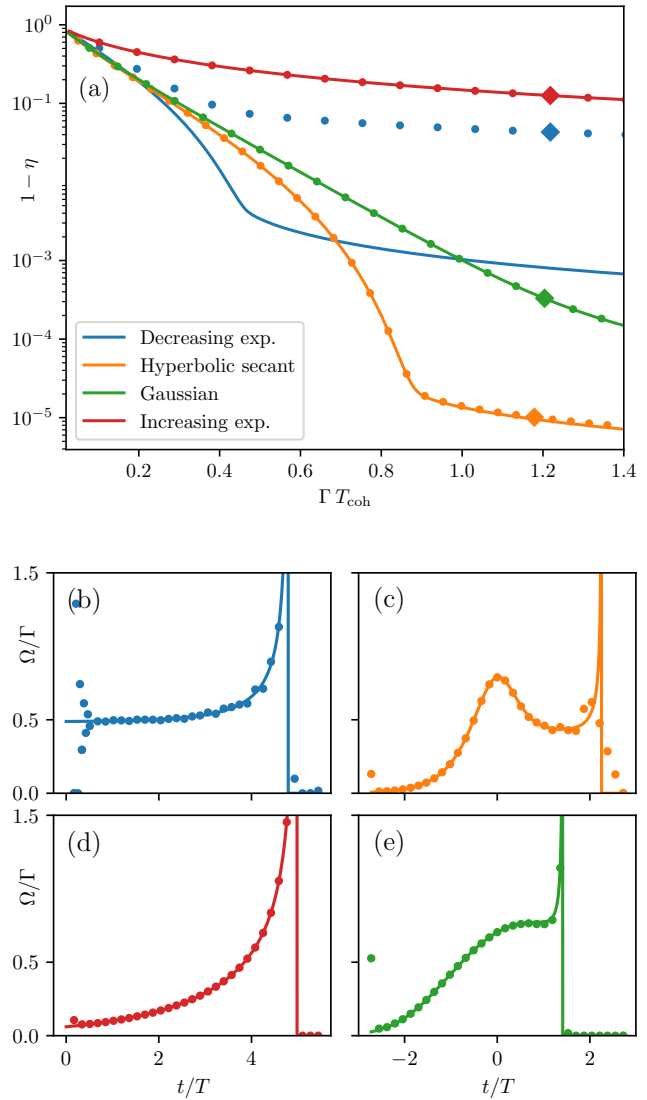 10⁰
(a)
10⁻¹
1 − η
10⁻³
10⁻⁴
10⁻⁵
Decreasing exp.
Hyperbolic secant
Gaussian
Increasing exp.
0.2 0.4 0.6 0.8 1.0 1.2 1.4
Γ T_coh
1.5
(b) (c)
Ω/Γ
0.5
0.0
1.5
(d) (e)
Ω/Γ
0.5
0.0
0 2 4 −2 0 2
t/T t/T